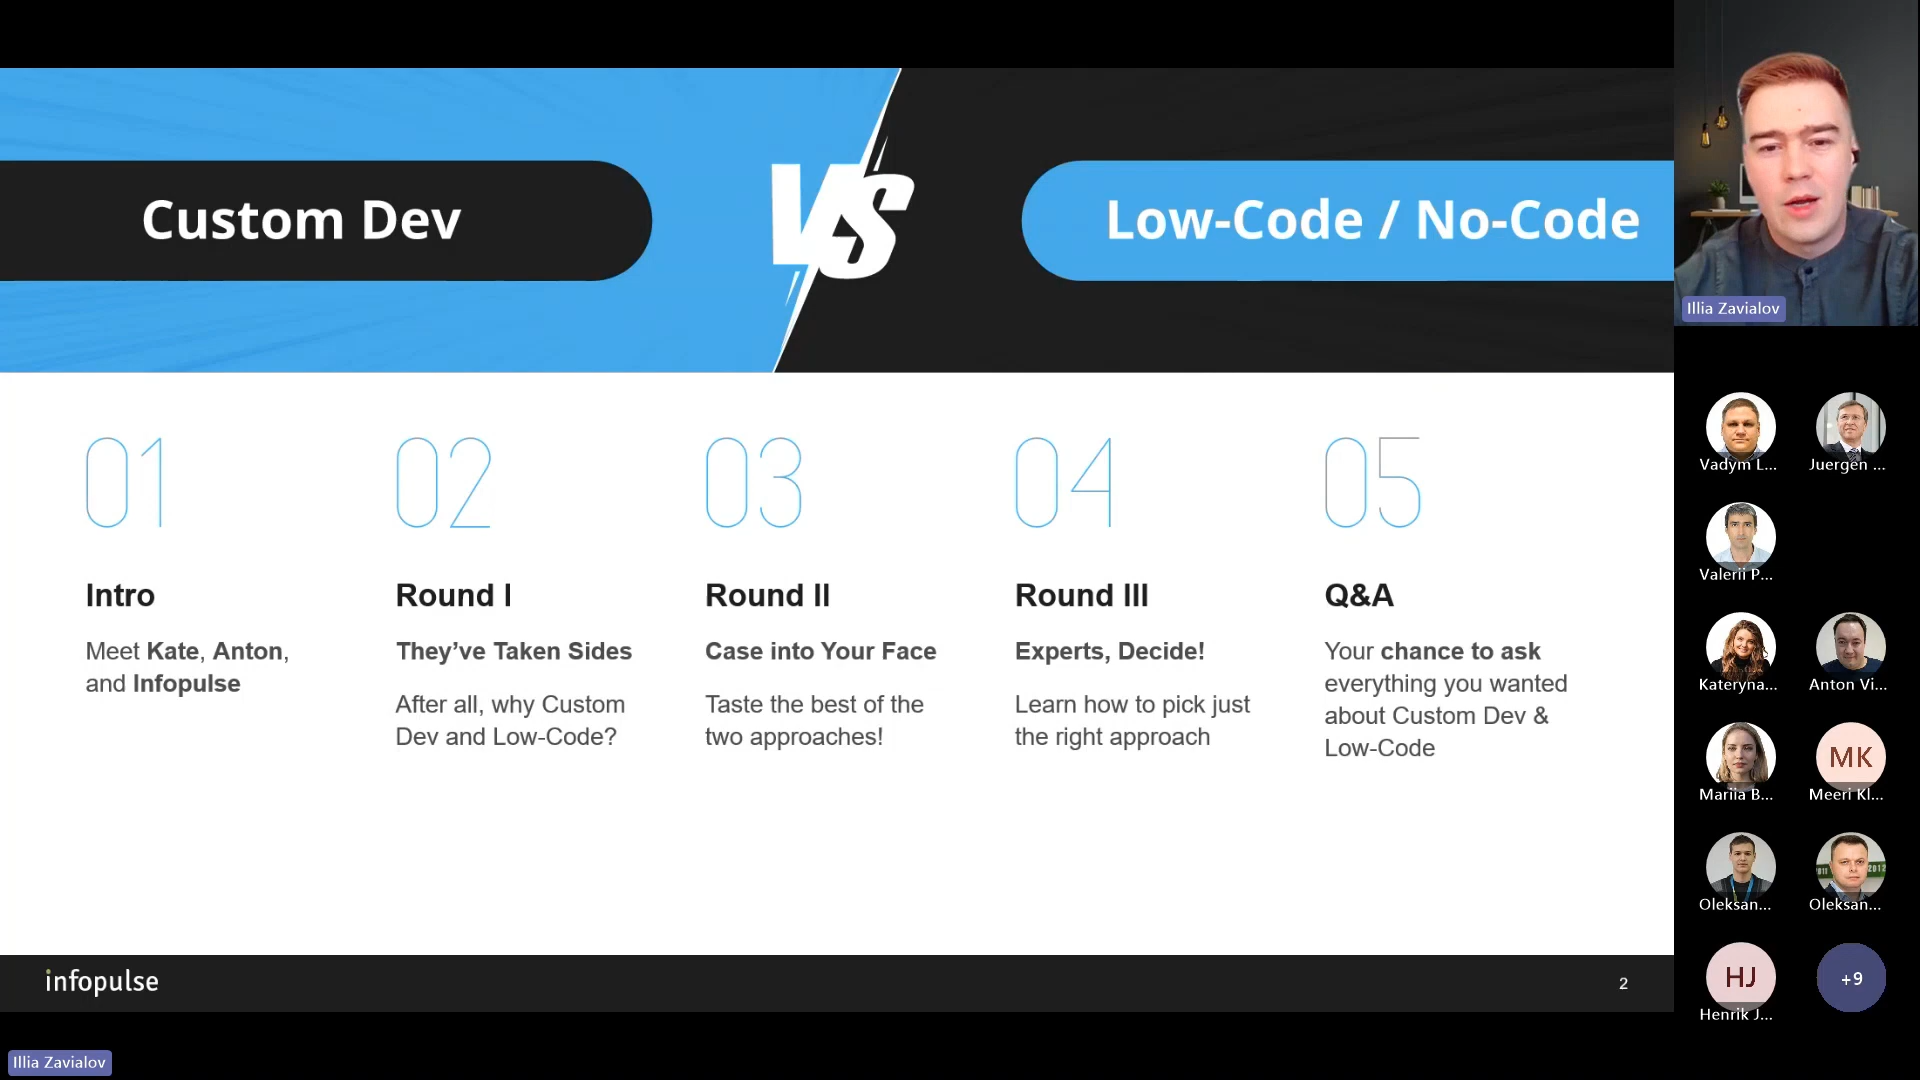 Custom Dev
VS
Low-Code / No-Code
01
Intro
Meet Kate, Anton,
and Infopulse
02
Round I
They’ve Taken Sides
After all, why Custom
Dev and Low-Code?
03
Round II
Case into Your Face
Taste the best of the
two approaches!
04
Round III
Experts, Decide!
Learn how to pick just
the right approach
05
Q&A
Your chance to ask
everything you wanted
about Custom Dev &
Low-Code
infopulse
2
Illia Zavialov
Illia Zavialov
Vadym L...
Juergen ...
Valerii P...
Kateryna...
Anton Vi...
Mariia B...
MK
Meeri Kl...
Oleksan...
2012
Oleksan...
HJ
Henrik J...
+9